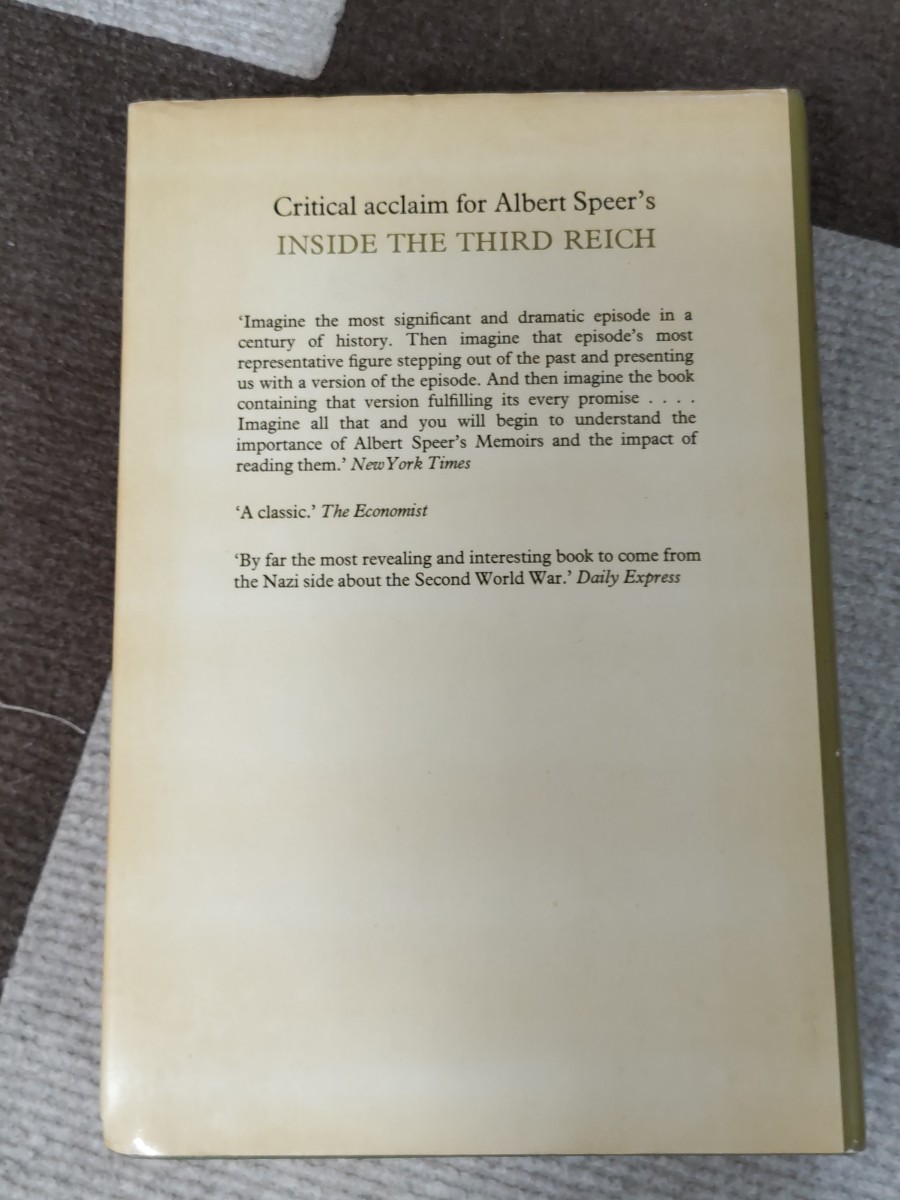 Critical acclaim for Albert Speer's
INSIDE THE THIRD REICH
‘Imagine the most significant and dramatic episode in a
century of history. Then imagine that episode’s most
representative figure stepping out of the past and presenting
us with a version of the episode. And then imagine the book
containing that version fulfilling its every promise . . . .
Imagine all that and you will begin to understand the
importance of Albert Speer’s Memoirs and the impact of
reading them.’ New York Times
‘A classic.’ The Economist
‘By far the most revealing and interesting book to come from
the Nazi side about the Second World War.’ Daily Express